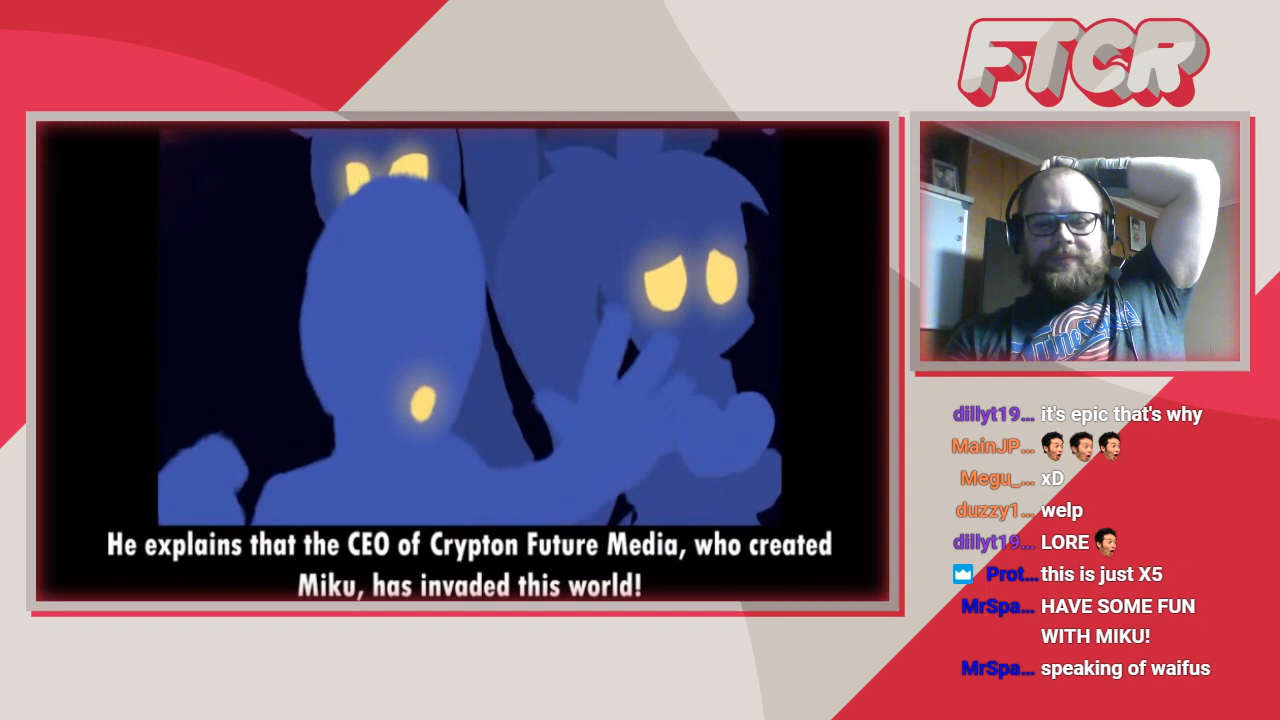 FTCR
He explains that the CEO of Crypton Future Media, who created
Miku, has invaded this world!
dillyt19... it's epic that's why
MainJP...
Megu_... xD
duzzy1... welp
dillyt19... LORE
Prot... this is just X5
MrSpa... HAVE SOME FUN
WITH MIKU!
MrSpa... speaking of waifus